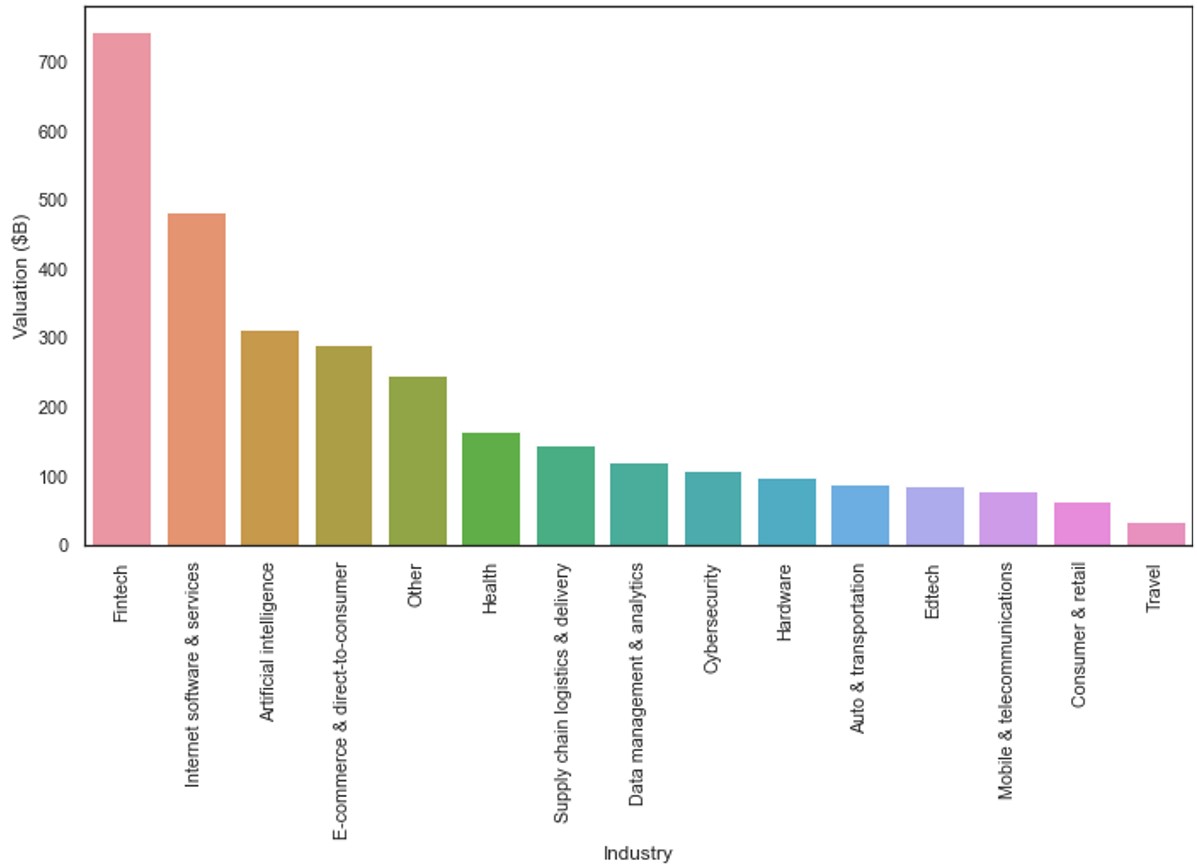 Valuation ($B)
700
600
500
400
300
200
100
0
Fintech
Internet software & services
Artificial intelligence
E-commerce & direct-to-consumer
Other
Health
Supply chain logistics & delivery
Data management & analytics
Cybersecurity
Hardware
Auto & transportation
Edtech
Mobile & telecommunications
Consumer & retail
Travel
Industry